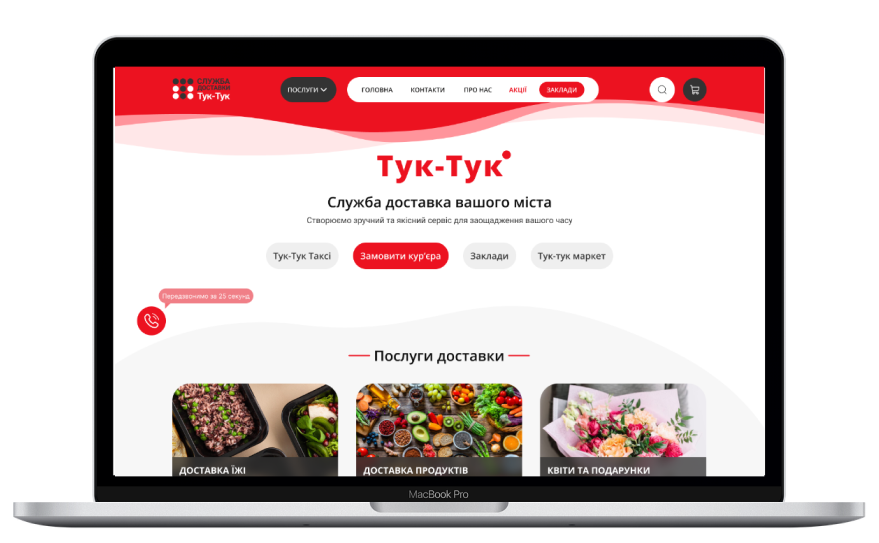 СЛУЖБА
ДОСТАВКИ
Тук-Тук
ПОСЛУГИ
ГОЛОВНА
КОНТАКТИ
ПРО НАС
АКЦІЇ
ЗАКЛАДИ
Тук-Тук
Служба доставка вашого міста
Створюємо зручний та якісний сервіс для заощадження вашого часу
Тук-Тук Таксі
Замовити кур'єра
Заклади
Тук-тук маркет
Передзвонимо за 25 секунд
Послуги доставки
ДОСТАВКА ЇЖІ
ДОСТАВКА ПРОДУКТІВ
КВІТИ ТА ПОДАРУНКИ
MacBook Pro